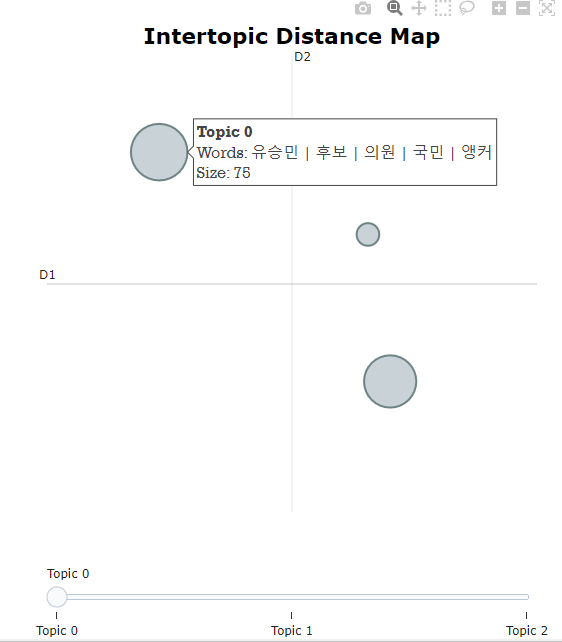 Intertopic Distance Map
D2
Topic 0
Words: 유승민 | 후보 | 의원 | 국민 | 앵커
Size: 75
D1
Topic 0
Topic 0
Topic 1
Topic 2